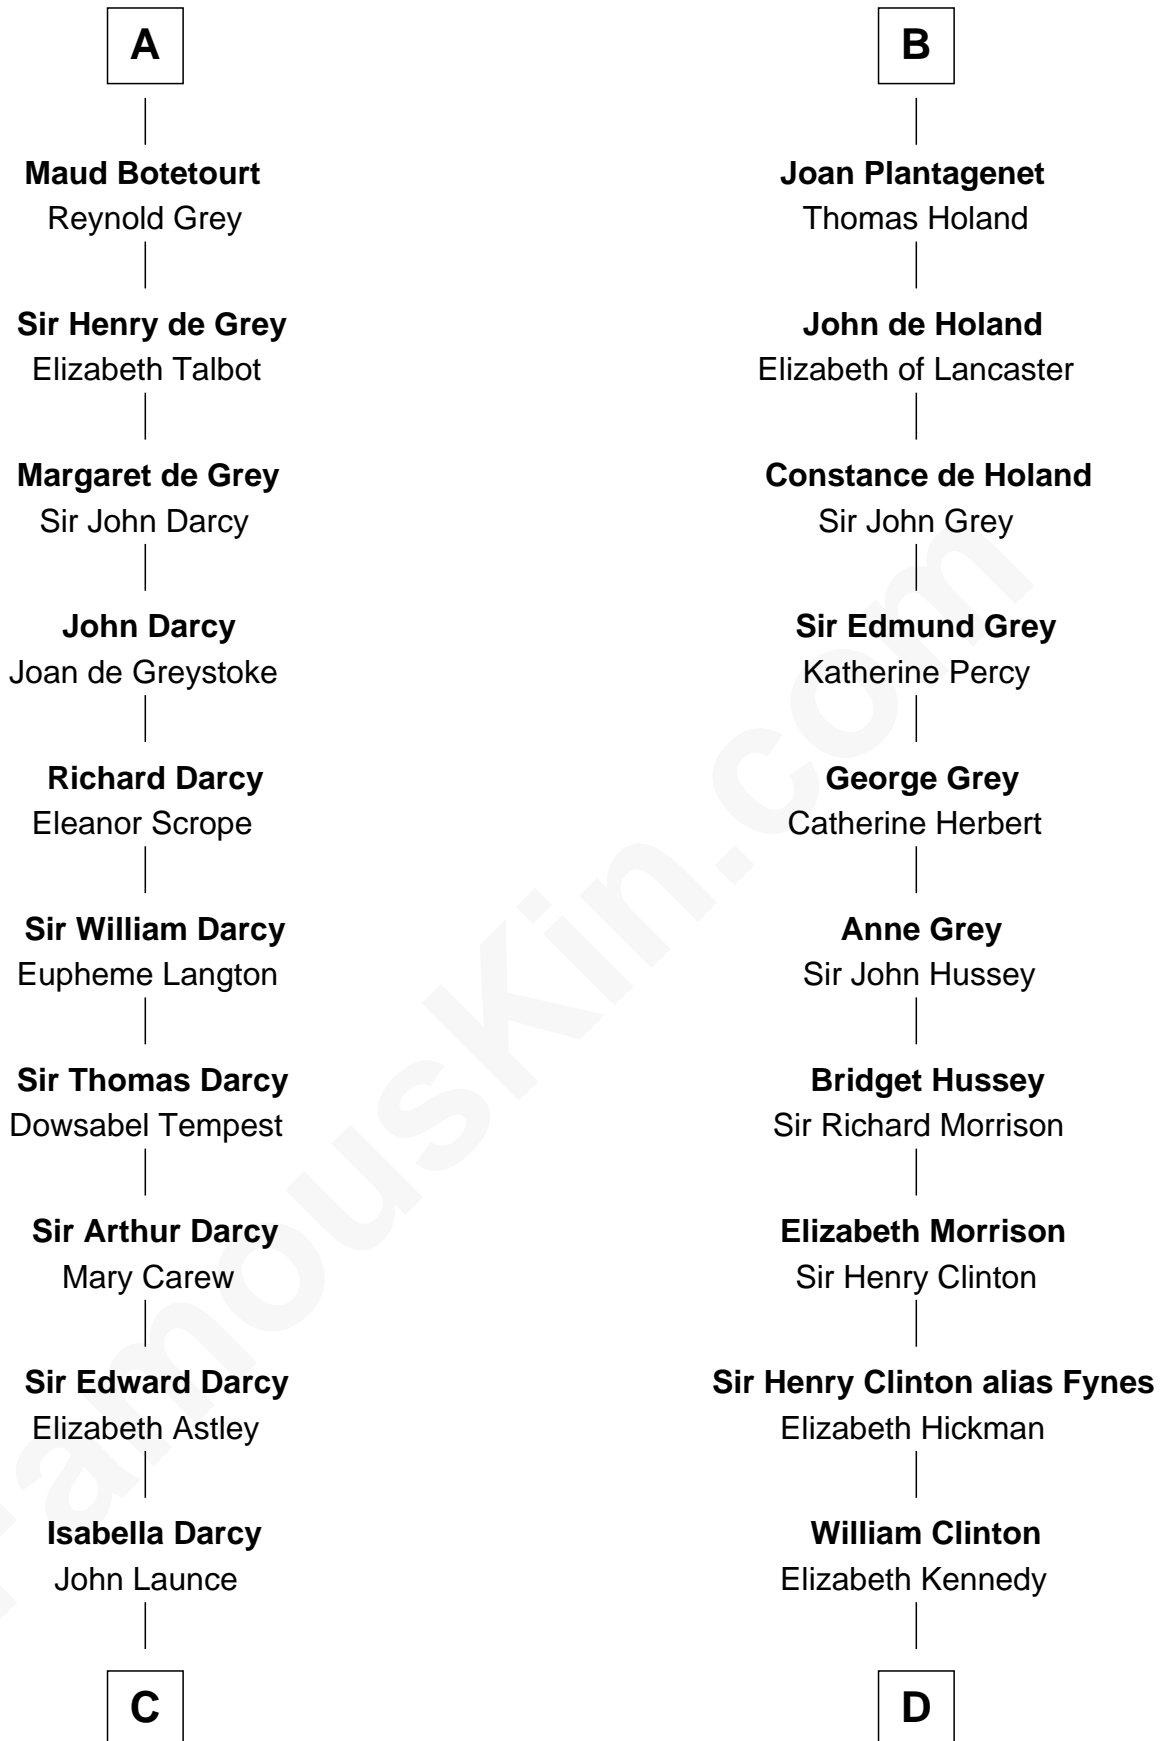 A
Maud Botetourt
Reynold Grey
Sir Henry de Grey
Elizabeth Talbot
Margaret de Grey
Sir John Darcy
John Darcy
Joan de Greystoke
Richard Darcy
Eleanor Scrope
Sir William Darcy
Eupheme Langton
Sir Thomas Darcy
Dowsabel Tempest
Sir Arthur Darcy
Mary Carew
Sir Edward Darcy
Elizabeth Astley
Isabella Darcy
John Launce
C
B
Joan Plantagenet
Thomas Holand
John de Holand
Elizabeth of Lancaster
Constance de Holand
Sir John Grey
Sir Edmund Grey
Katherine Percy
George Grey
Catherine Herbert
Anne Grey
Sir John Hussey
Bridget Hussey
Sir Richard Morrison
Elizabeth Morrison
Sir Henry Clinton
Sir Henry Clinton alias Fynes
Elizabeth Hickman
William Clinton
Elizabeth Kennedy
D
FamousKin.com